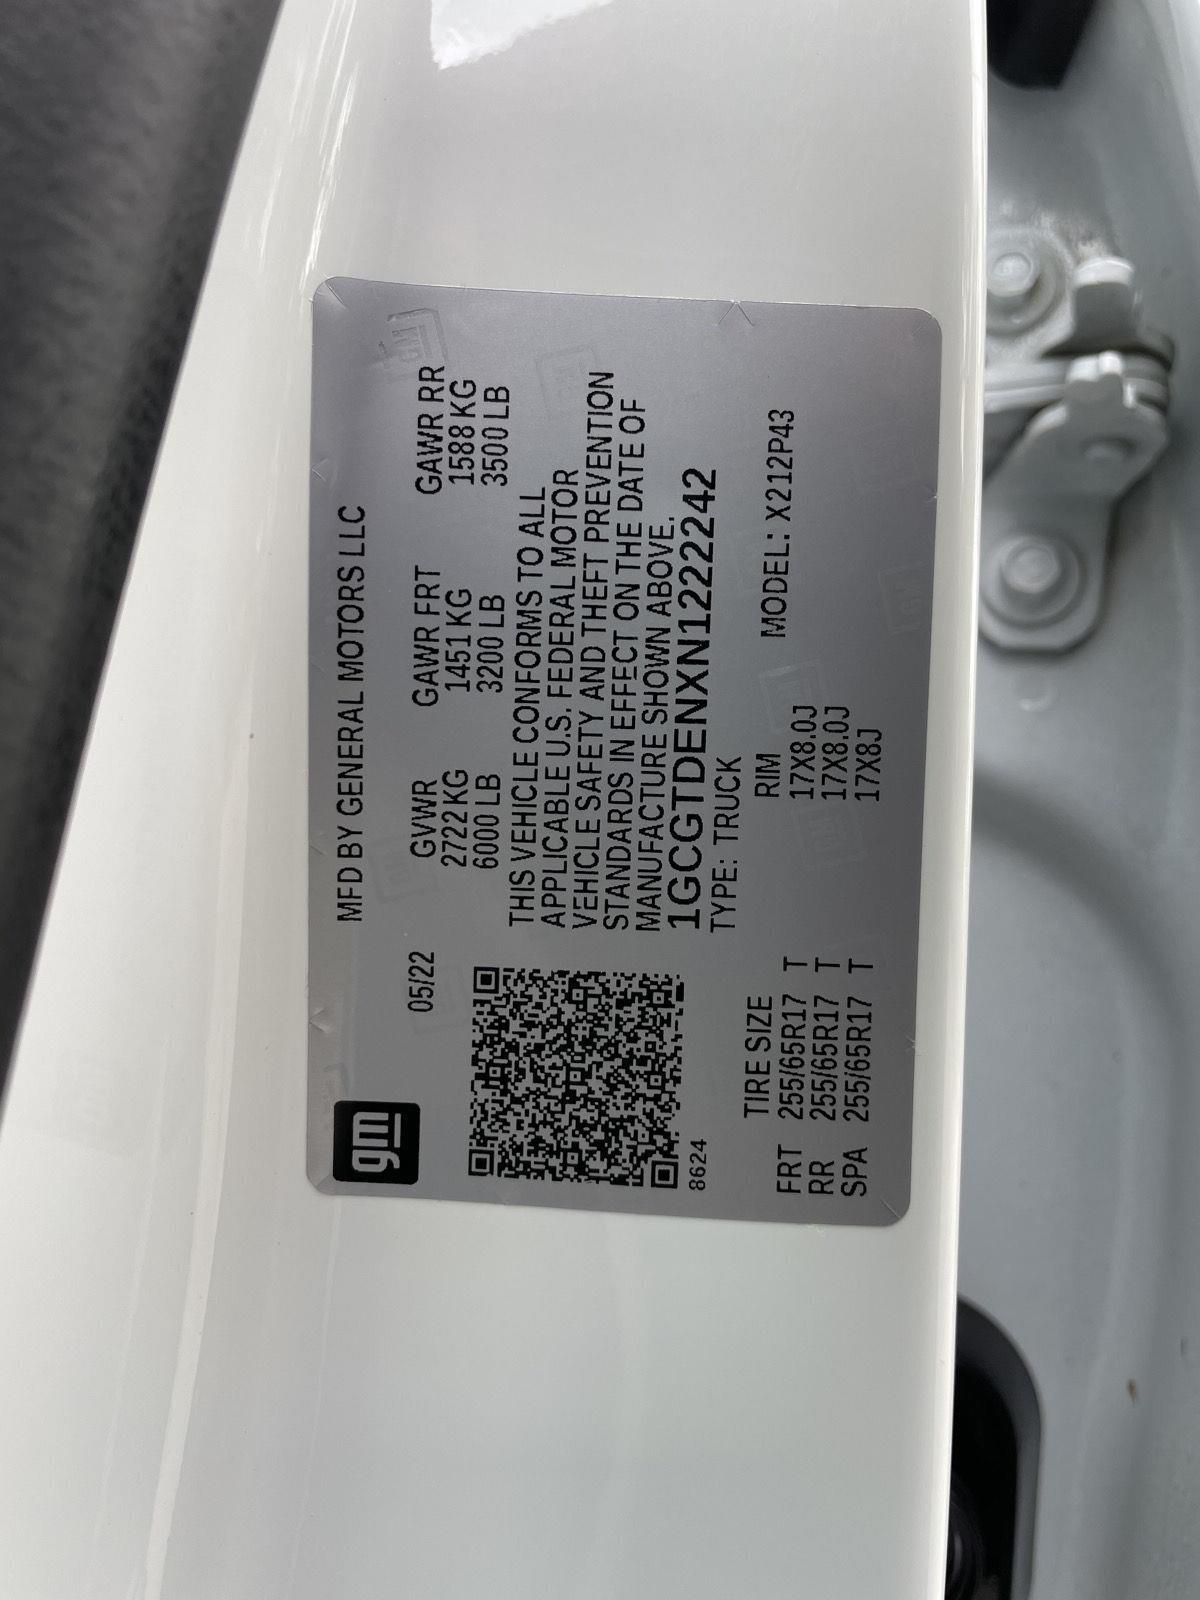 gm
MFD BY GENERAL MOTORS LLC
05/22
GVWR GAWR FRT GAWR RR
2722 KG 1451 KG 1588 KG
6000 LB 3200 LB 3500 LB
THIS VEHICLE CONFORMS TO ALL
APPLICABLE U.S. FEDERAL MOTOR
VEHICLE SAFETY AND THEFT PREVENTION
STANDARDS IN EFFECT ON THE DATE OF
MANUFACTURE SHOWN ABOVE.
1GCGTDENXN1222242
8624
TYPE: TRUCK
TIRE SIZE RIM MODEL: X212P43
FRT 255/65R17 T 17X8.0J
RR 255/65R17 T 17X8.0J
SPA 255/65R17 T 17X8J